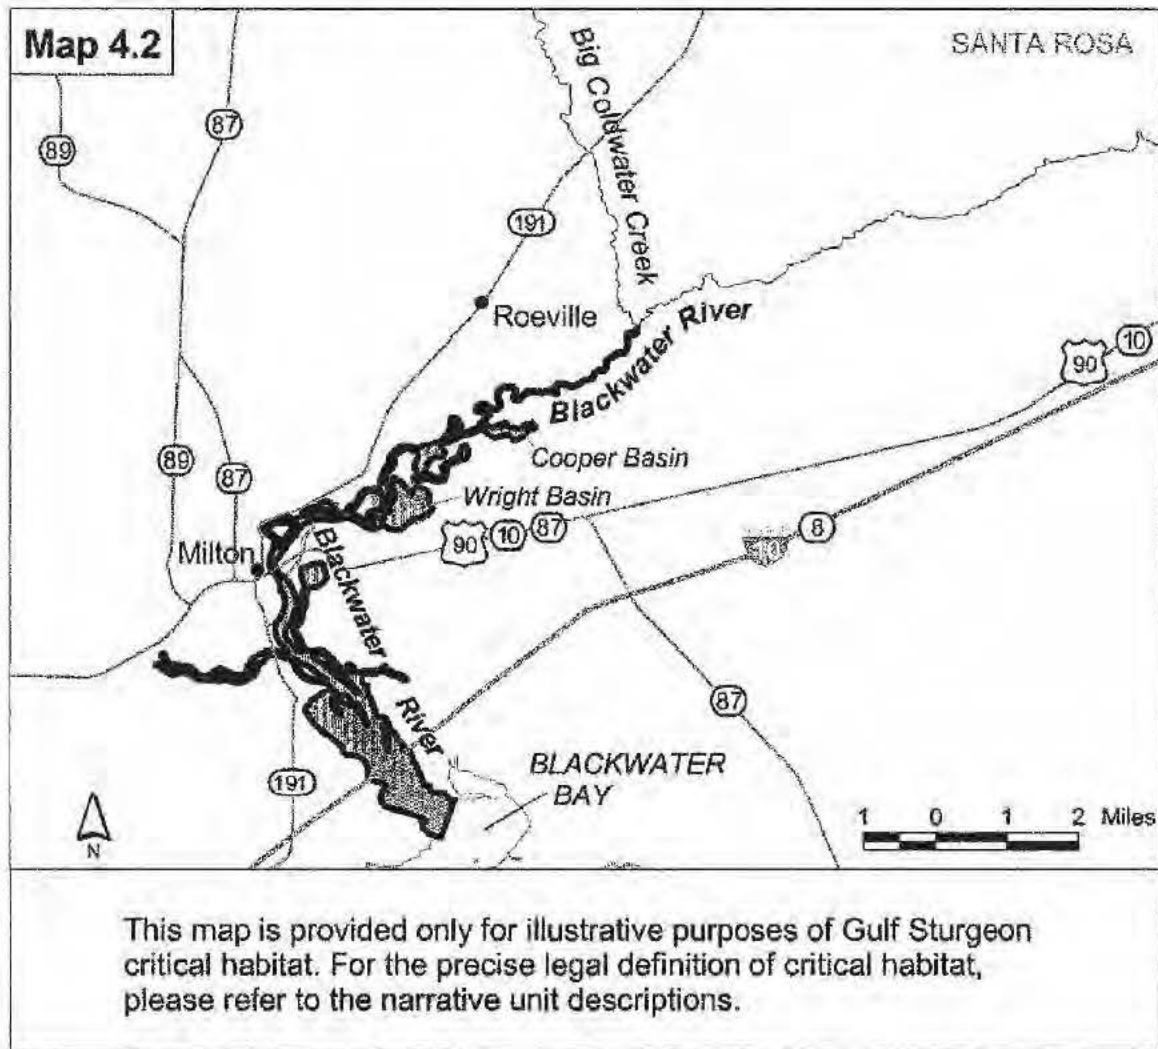 Map 4.2
SANTA ROSA
Big Coldwater Creek
87
89
191
Roeville
Blackwater River
90
10
Cooper Basin
89
87
Wright Basin
90
10
87
8
Milton
Blackwater
River
87
191
BLACKWATER
BAY
N
1 0 1 2 Miles
This map is provided only for illustrative purposes of Gulf Sturgeon
critical habitat. For the precise legal definition of critical habitat,
please refer to the narrative unit descriptions.